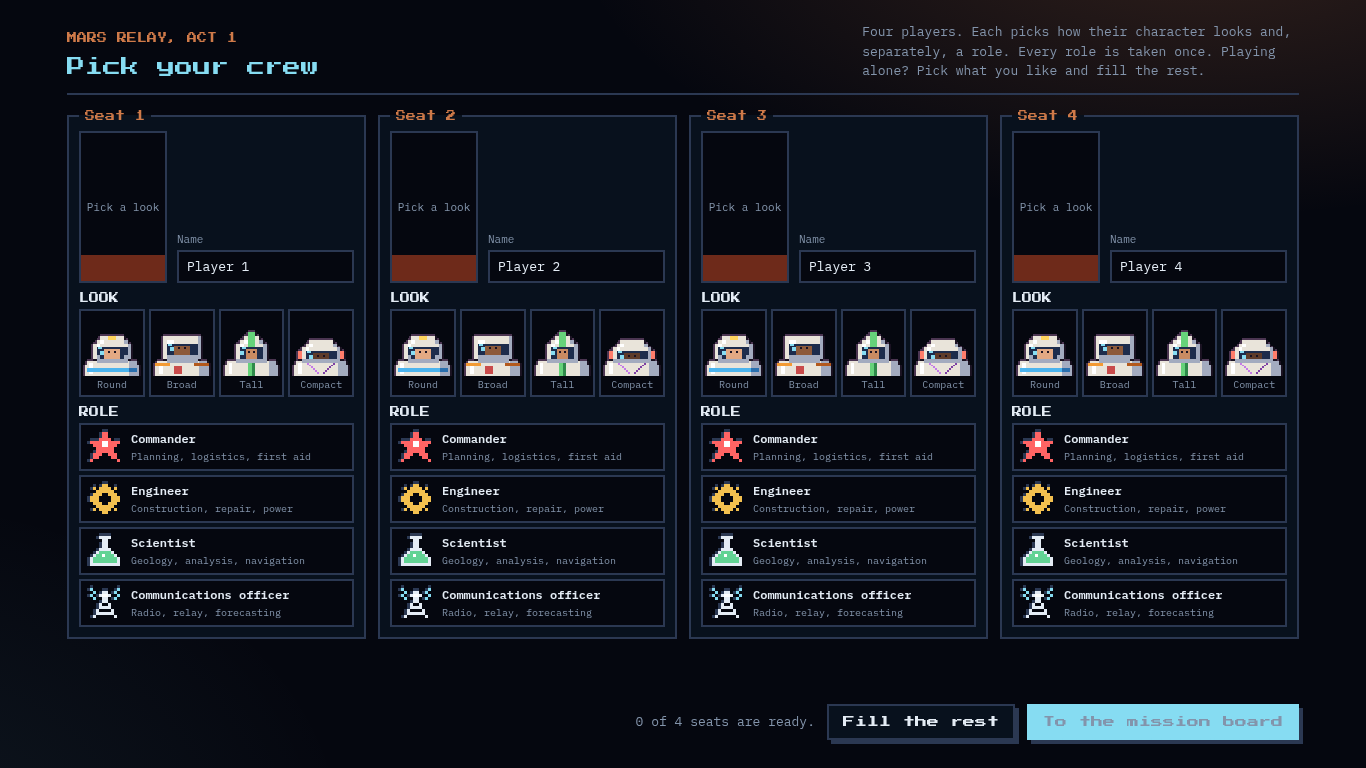 MARS RELAY, ACT 1
Pick your crew
Four players. Each picks how their character looks and,
separately, a role. Every role is taken once. Playing
alone? Pick what you like and fill the rest.
Seat 1
Pick a look
Name
Player 1
LOOK
Round
Broad
Tall
Compact
ROLE
Commander
Planning, logistics, first aid
Engineer
Construction, repair, power
Scientist
Geology, analysis, navigation
Communications officer
Radio, relay, forecasting
Seat 2
Pick a look
Name
Player 2
LOOK
Round
Broad
Tall
Compact
ROLE
Commander
Planning, logistics, first aid
Engineer
Construction, repair, power
Scientist
Geology, analysis, navigation
Communications officer
Radio, relay, forecasting
Seat 3
Pick a look
Name
Player 3
LOOK
Round
Broad
Tall
Compact
ROLE
Commander
Planning, logistics, first aid
Engineer
Construction, repair, power
Scientist
Geology, analysis, navigation
Communications officer
Radio, relay, forecasting
Seat 4
Pick a look
Name
Player 4
LOOK
Round
Broad
Tall
Compact
ROLE
Commander
Planning, logistics, first aid
Engineer
Construction, repair, power
Scientist
Geology, analysis, navigation
Communications officer
Radio, relay, forecasting
0 of 4 seats are ready.
Fill the rest
To the mission board